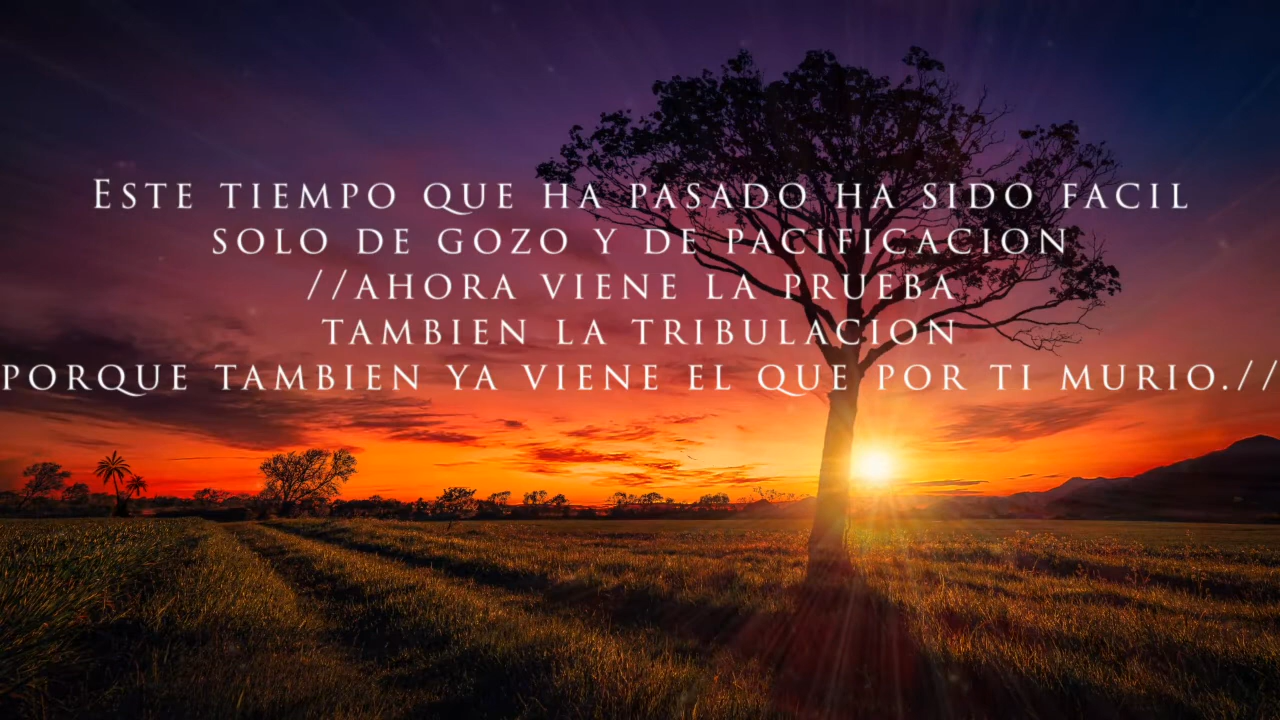 Este tiempo que ha pasado ha sido facil
solo de gozo y de pacificacion
//ahora viene la prueba
tambien la tribulacion
porque tambien ya viene el que por ti murio.//